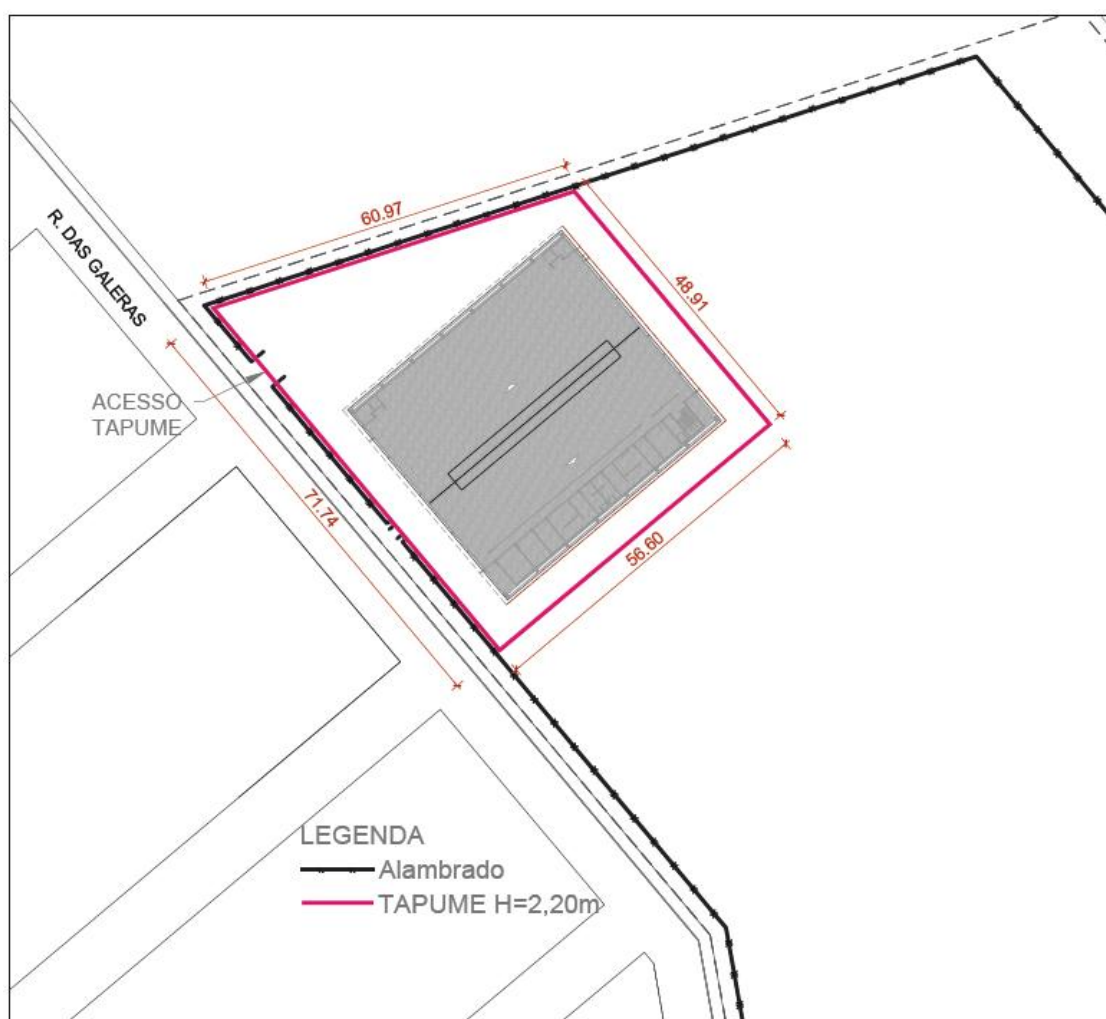 60.97
R. DAS GALERAS
48.91
ACESSO
TAPUME
71.74
56.60
LEGENDA
Alambrado
TAPUME H=2,20m